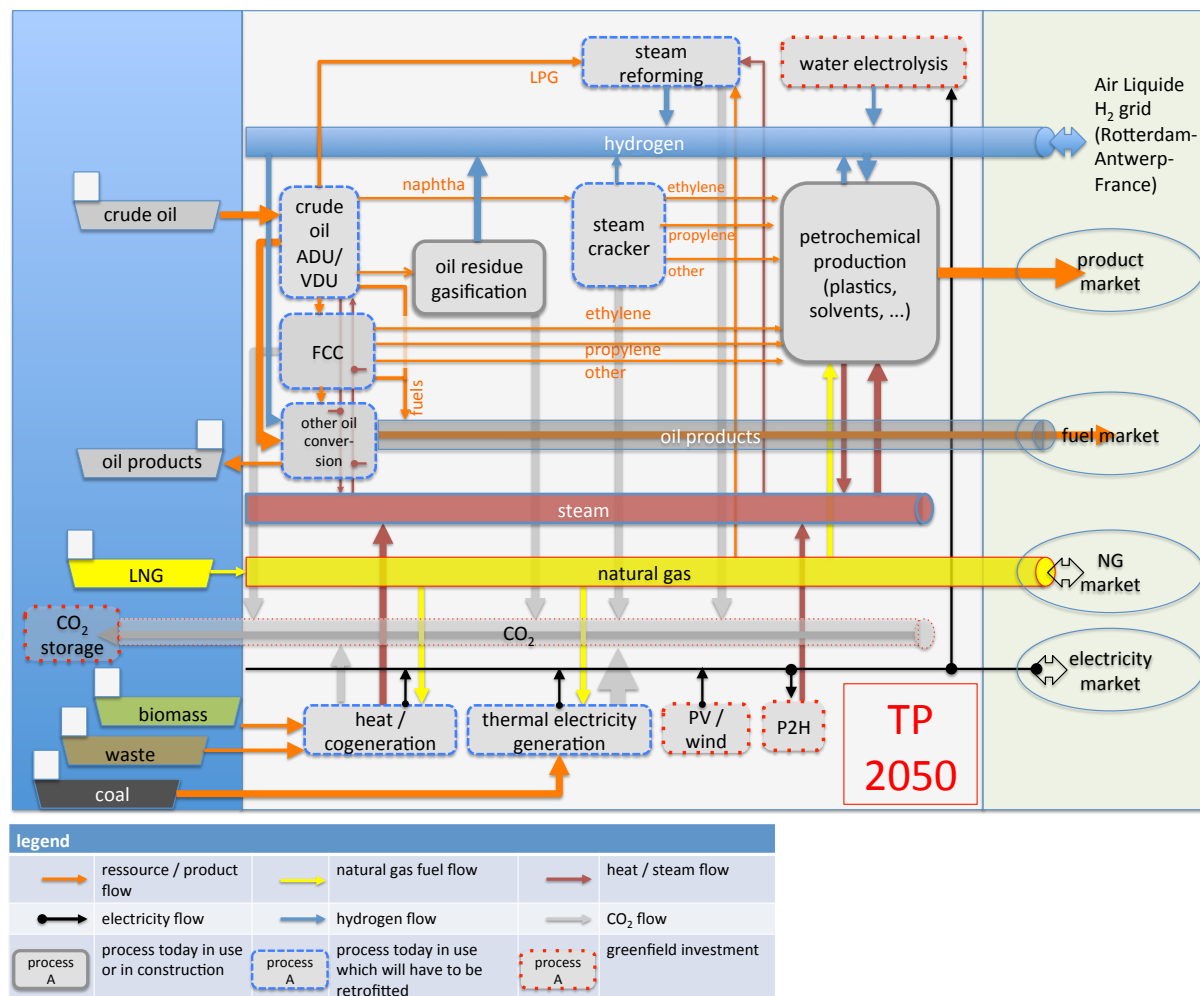 steam
reforming
water electrolysis
LPG
Air Liquide
H₂ grid
(Rotterdam-
Antwerp-
France)
hydrogen
naphtha
ethylene
crude oil
crude
oil
ADU/
VDU
steam
cracker
propylene
other
oil residue
gasification
petrochemical
production
(plastics,
solvents, ...)
product
market
ethylene
FCC
propylene
other
fuels
other oil
conver-
sion
oil products
fuel market
oil products
steam
LNG
natural gas
NG
market
CO₂
storage
CO₂
electricity
market
biomass
heat /
cogeneration
thermal electricity
generation
PV /
wind
P2H
TP
2050
waste
coal
legend
ressource / product
flow
natural gas fuel flow
heat / steam flow
electricity flow
hydrogen flow
CO₂ flow
process
A
process today in use
or in construction
process
A
process today in use
which will have to be
retrofitted
process
A
greenfield investment